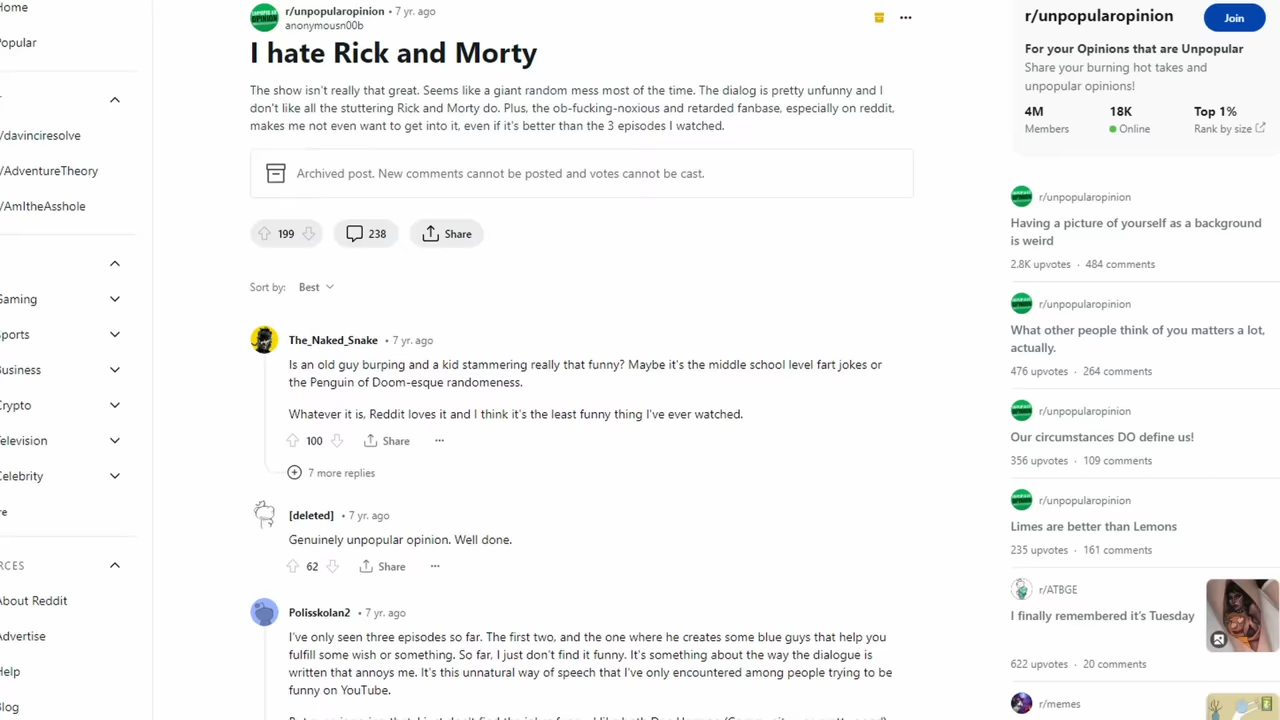 Home
Popular
/davinciresolve
/AdventureTheory
/AmItheAsshole
Gaming
Sports
Business
Crypto
Television
Celebrity
re
RCES
About Reddit
Advertise
Help
Blog
r/unpopularopinion • 7 yr. ago
anonymousn00b
I hate Rick and Morty
The show isn't really that great. Seems like a giant random mess most of the time. The dialog is pretty unfunny and I
don't like all the stuttering Rick and Morty do. Plus, the ob-fucking-noxious and retarded fanbase, especially on reddit,
makes me not even want to get into it, even if it's better than the 3 episodes I watched.
Archived post. New comments cannot be posted and votes cannot be cast.
199 238 Share
Sort by: Best
The_Naked_Snake • 7 yr. ago
Is an old guy burping and a kid stammering really that funny? Maybe it's the middle school level fart jokes or
the Penguin of Doom-esque randomeness.
Whatever it is, Reddit loves it and I think it's the least funny thing I've ever watched.
100 Share
7 more replies
[deleted] • 7 yr. ago
Genuinely unpopular opinion. Well done.
62 Share
Polisskolan2 • 7 yr. ago
I've only seen three episodes so far. The first two, and the one where he creates some blue guys that help you
fulfill some wish or something. So far, I just don't find it funny. It's something about the way the dialogue is
written that annoys me. It's this unnatural way of speech that I've only encountered among people trying to be
funny on YouTube.
r/unpopularopinion
Join
For your Opinions that are Unpopular
Share your burning hot takes and
unpopular opinions!
4M 18K Top 1%
Members Online Rank by size
r/unpopularopinion
Having a picture of yourself as a background
is weird
2.8K upvotes · 484 comments
r/unpopularopinion
What other people think of you matters a lot,
actually.
476 upvotes · 264 comments
r/unpopularopinion
Our circumstances DO define us!
356 upvotes · 109 comments
r/unpopularopinion
Limes are better than Lemons
235 upvotes · 161 comments
r/ATBGE
I finally remembered it's Tuesday
622 upvotes · 20 comments
r/memes